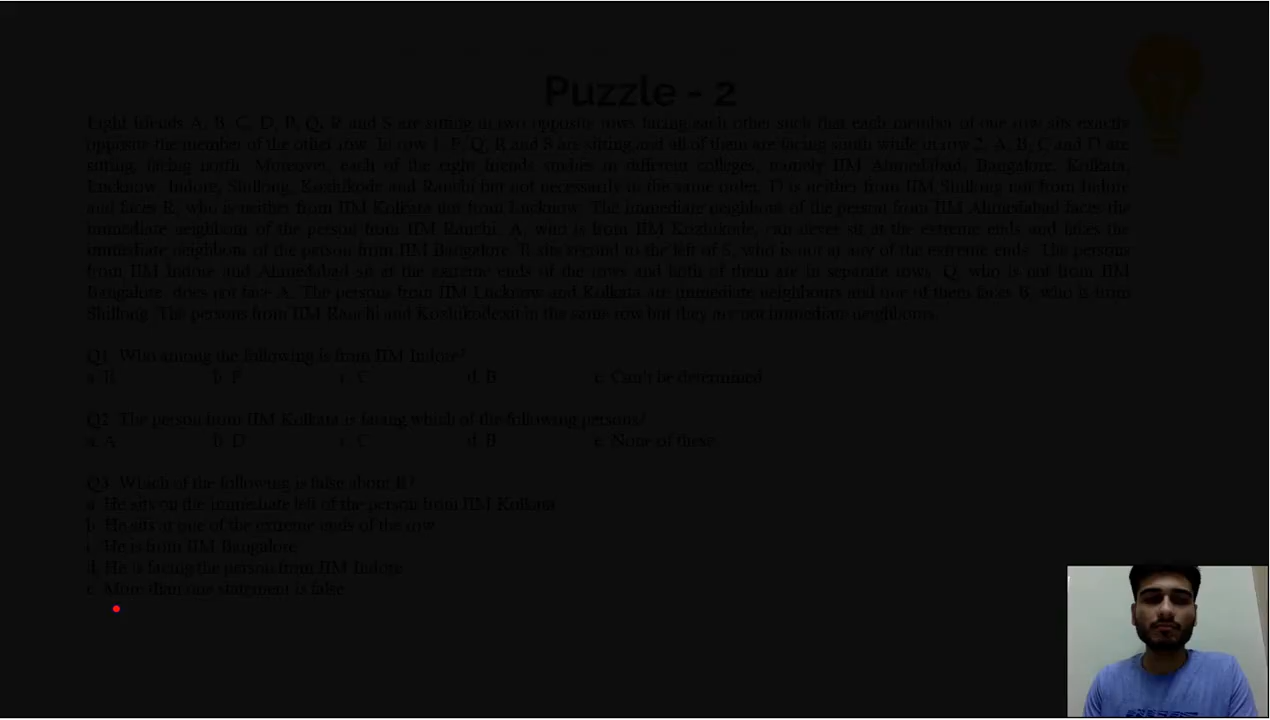 Puzzle - 2
Eight friends A, B, C, D, P, Q, R and S are sitting in two opposite rows facing each other such that each member of one row sits exactly
opposite the member of the other row. In row 1, P, Q, R and S are sitting and all of them are facing south while in row 2, A, B, C and D are
sitting, facing north. Moreover, each of the eight friends studies in different colleges, namely IIM Ahmedabad, Bangalore, Kolkata,
Lucknow, Indore, Shillong, Kozhikode and Ranchi but not necessarily in the same order. D is neither from IIM Shillong nor from Indore
and faces R, who is neither from IIM Kolkata nor from Lucknow. The immediate neighbour of the person from IIM Ahmedabad faces the
immediate neighbour of the person from IIM Ranchi. A, who is from IIM Kozhikode, can never sit at the extreme ends and faces the
immediate neighbour of the person from IIM Bangalore. R sits second to the left of S, who is not at any of the extreme ends. The persons
from IIM Indore and Ahmedabad sit at the extreme ends of the rows and both of them are in separate rows. Q, who is not from IIM
Bangalore, does not face A. The persons from IIM Lucknow and Kolkata are immediate neighbours and one of them faces B, who is from
Shillong. The persons from IIM Ranchi and Kozhikode sit in the same row but they are not immediate neighbours.
Q1. Who among the following is from IIM Indore?
a. R b. P c. C d. B e. Can't be determined
Q2. The person from IIM Kolkata is facing which of the following persons?
a. A b. D c. C d. B e. None of these
Q3. Which of the following is false about R?
a. He sits on the immediate left of the person from IIM Kolkata
b. He sits at one of the extreme ends of the row
c. He is from IIM Bangalore
d. He is facing the person from IIM Indore
e. More than one statement is false